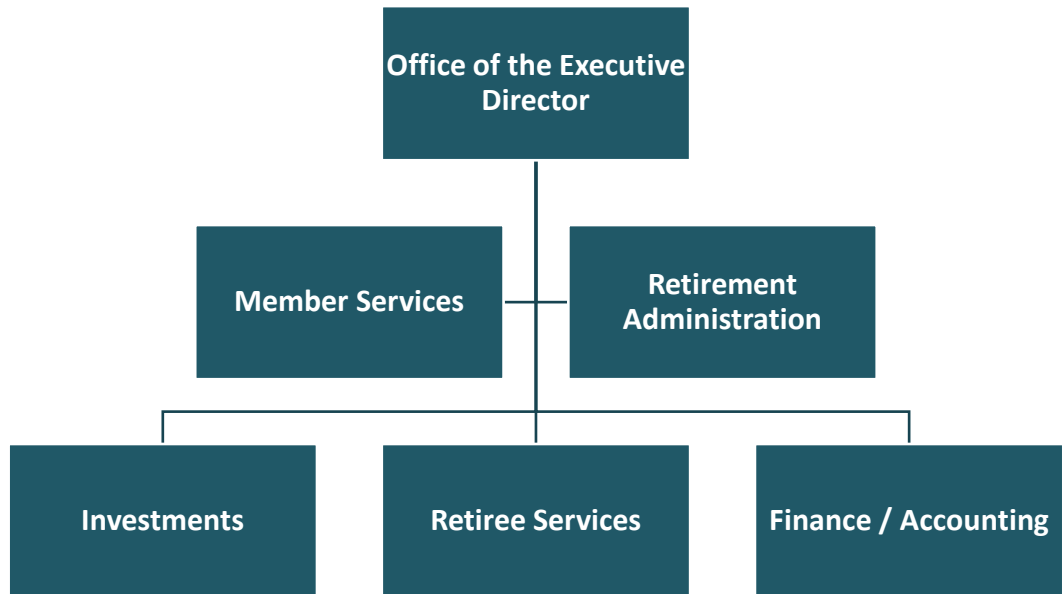 Office of the Executive
Director
Member Services
Retirement
Administration
Investments
Retiree Services
Finance / Accounting